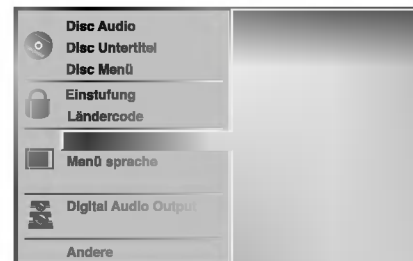 Disc Audio
Disc Untertitel
Disc Menü
Einstufung
Ländercode
Menü sprache
Digital Audio Output
Andere